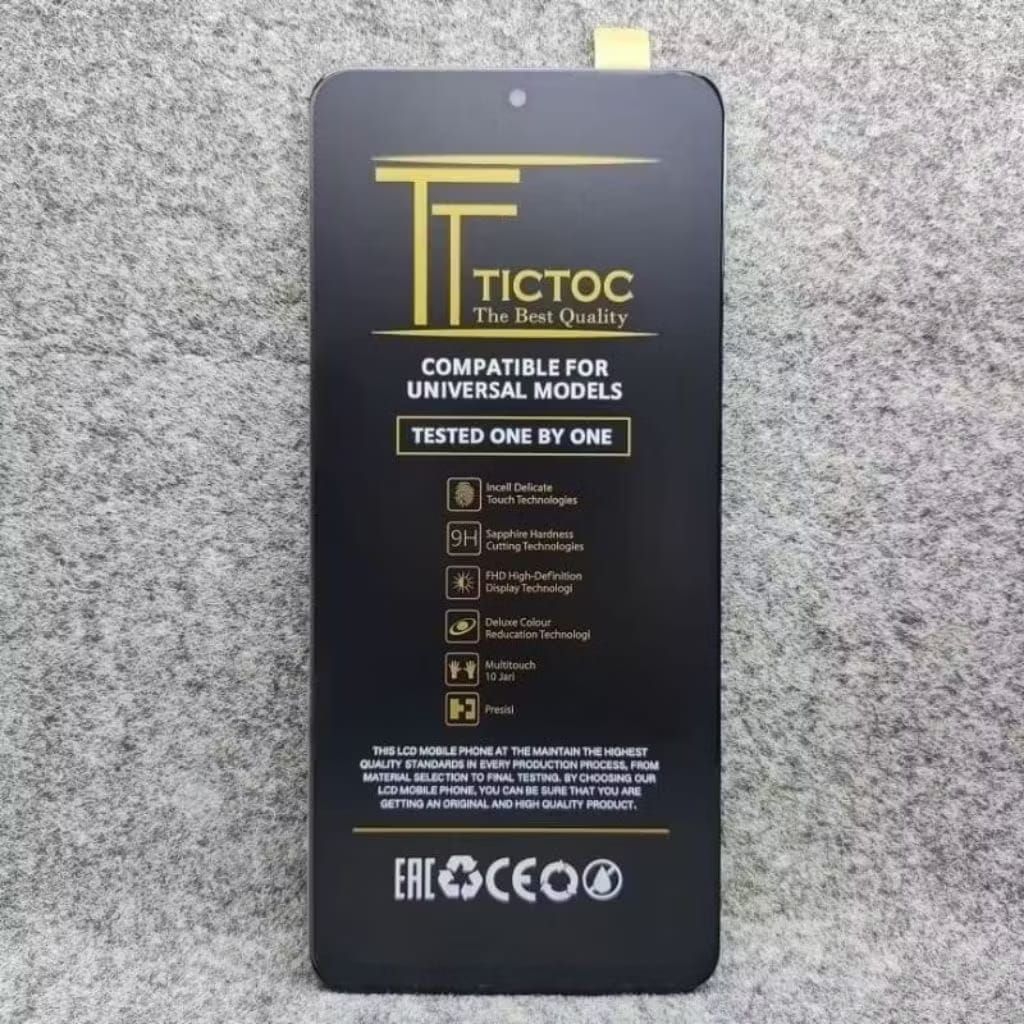 TT
TICTOC
The Best Quality
COMPATIBLE FOR
UNIVERSAL MODELS
TESTED ONE BY ONE
Incell Delicate
Touch Technologies
9H
Sapphire Hardness
Cutting Technologies
FHD High-Definition
Display Technologi
Deluxe Colour
Reducation Technologi
Multitouch
10 Jari
Presisi
THIS LCD MOBILE PHONE AT THE MAINTAIN THE HIGHEST
QUALITY STANDARDS IN EVERY PRODUCTION PROCESS, FROM
MATERIAL SELECTION TO FINAL TESTING. BY CHOOSING OUR
LCD MOBILE PHONE, YOU CAN BE SURE THAT YOU ARE
GETTING AN ORIGINAL AND HIGH QUALITY PRODUCT.
EAC CE